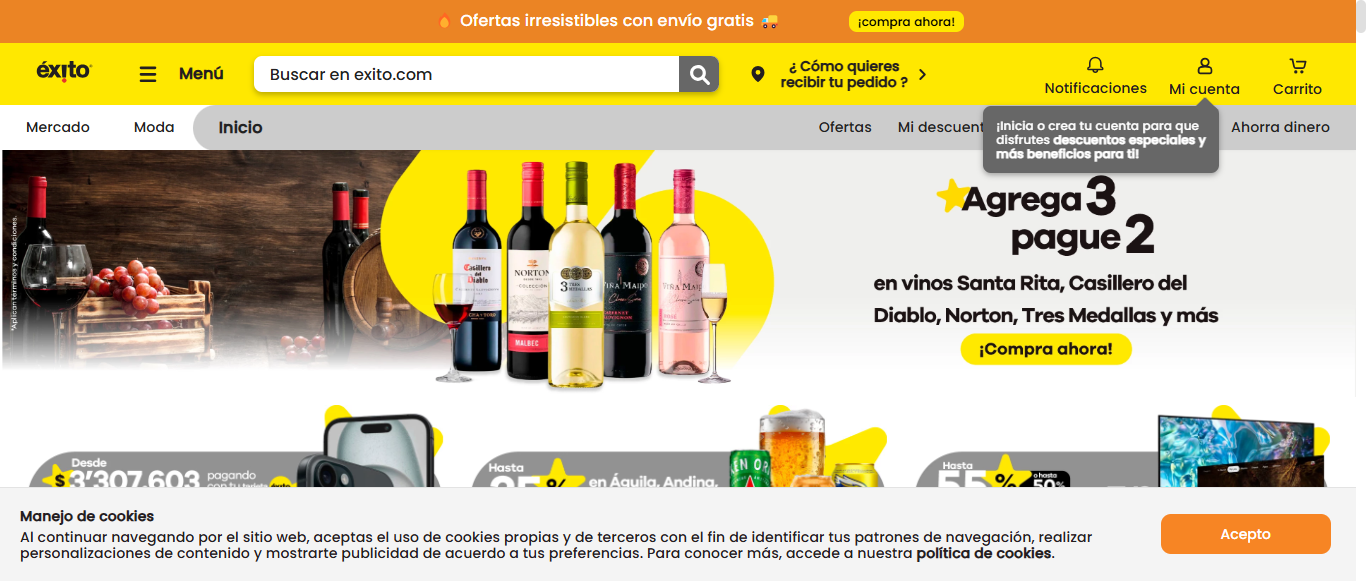 Ofertas irresistibles con envío gratis
¡compra ahora!
éxito
Menú
Buscar en exito.com
¿ Cómo quieres
recibir tu pedido ?
Notificaciones
Mi cuenta
Carrito
Mercado
Moda
Inicio
Ofertas
Mi descuent
Ahorra dinero
¡Inicia o crea tu cuenta para que
disfrutes descuentos especiales y
más beneficios para ti!
*Aplican términos y condiciones.
Casillero
del
Diablo
NORTON
COLECCIÓN
MALBEC
3 TRES
MEDALLAS
VIÑA MAIPO
VIÑA MAIPO
Agrega 3
pague 2
en vinos Santa Rita, Casillero del
Diablo, Norton, Tres Medallas y más
¡Compra ahora!
Desde
$3'307.603 pagando
con tu tarjeta éxito
Hasta
% en Águila, Andina,
Hasta
55% o hasta
50%
Manejo de cookies
Al continuar navegando por el sitio web, aceptas el uso de cookies propias y de terceros con el fin de identificar tus patrones de navegación, realizar
personalizaciones de contenido y mostrarte publicidad de acuerdo a tus preferencias. Para conocer más, accede a nuestra política de cookies.
Acepto